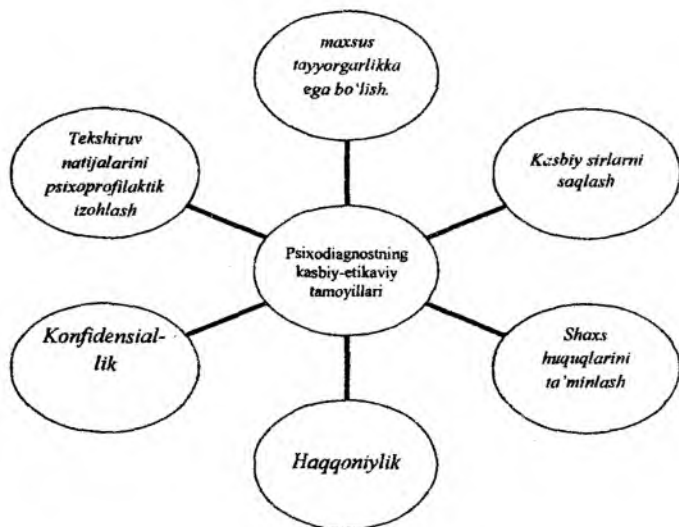 maxsus
tayyorgarlikka
ega bo‘lish.
Tekshiruv
natijalarini
psixoprofilaktik
izohlash
Kasbiy sirlarni
saqlash
Psixodiagnostning
kasbiy-etikaviy
tamoyillari
Konfidensial-
lik
Shaxs
huquqlarini
ta’minlash
Haqqoniylik